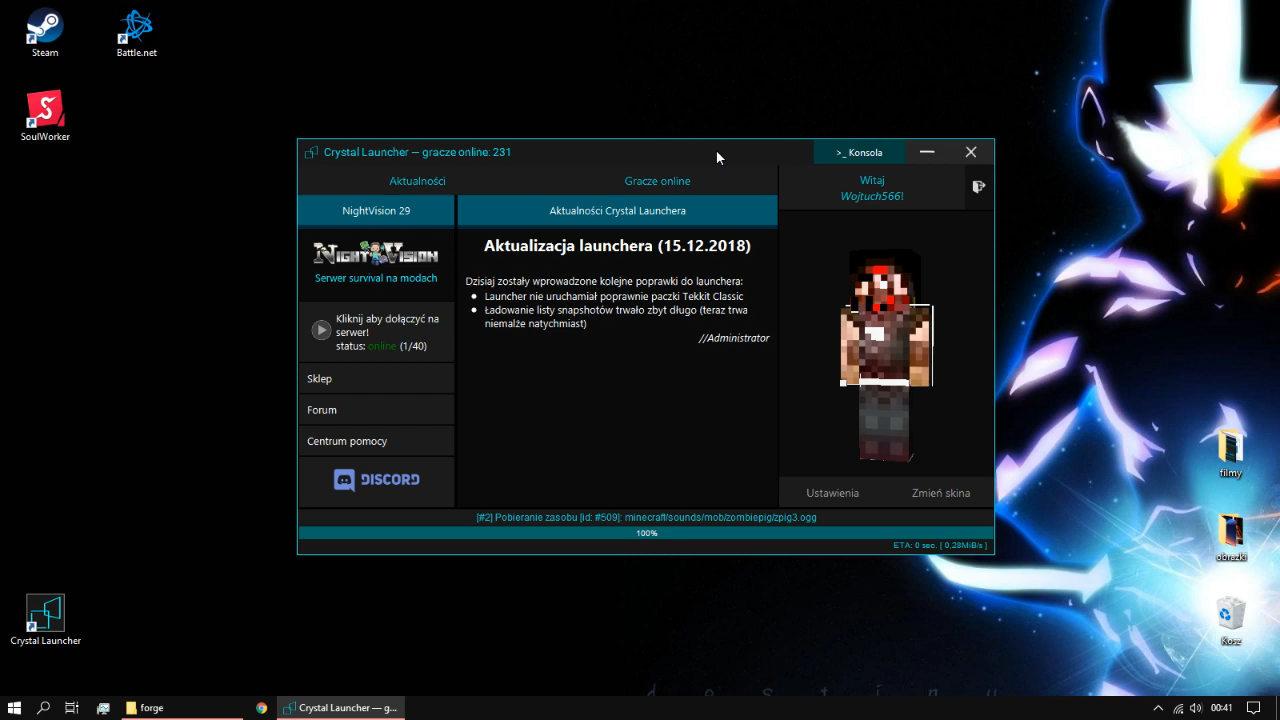 Steam
Battle.net
SoulWorker
Crystal Launcher — gracze online: 231
>_ Konsola
Aktualności
Gracze online
Witaj
Wojtuch566!
NightVision 29
Aktualności Crystal Launchera
NIGHT VISION
Serwer survival na modach
Aktualizacja launchera (15.12.2018)
Dzisiaj zostały wprowadzone kolejne poprawki do launchera:
Launcher nie uruchamiał poprawnie paczki Tekkit Classic
Ładowanie listy snapshotów trwało zbyt długo (teraz trwa
niemalże natychmiast)
//Administrator
Kliknij aby dołączyć na
serwer!
status: online (1/40)
Sklep
Forum
Centrum pomocy
DISCORD
Ustawienia
Zmień skina
[#2] Pobieranie zasobu [id: #509]: minecraft/sounds/mob/zombiepig/zpig3.ogg
100%
ETA: 0 sec. [ 0,28MiB/s ]
filmy
obrazki
Kosz
Crystal Launcher
d e s t i n y
forge
Crystal Launcher — g...
00:41